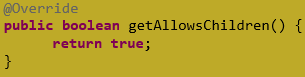 @Override
public boolean getAllowsChildren() {
    return true;
}